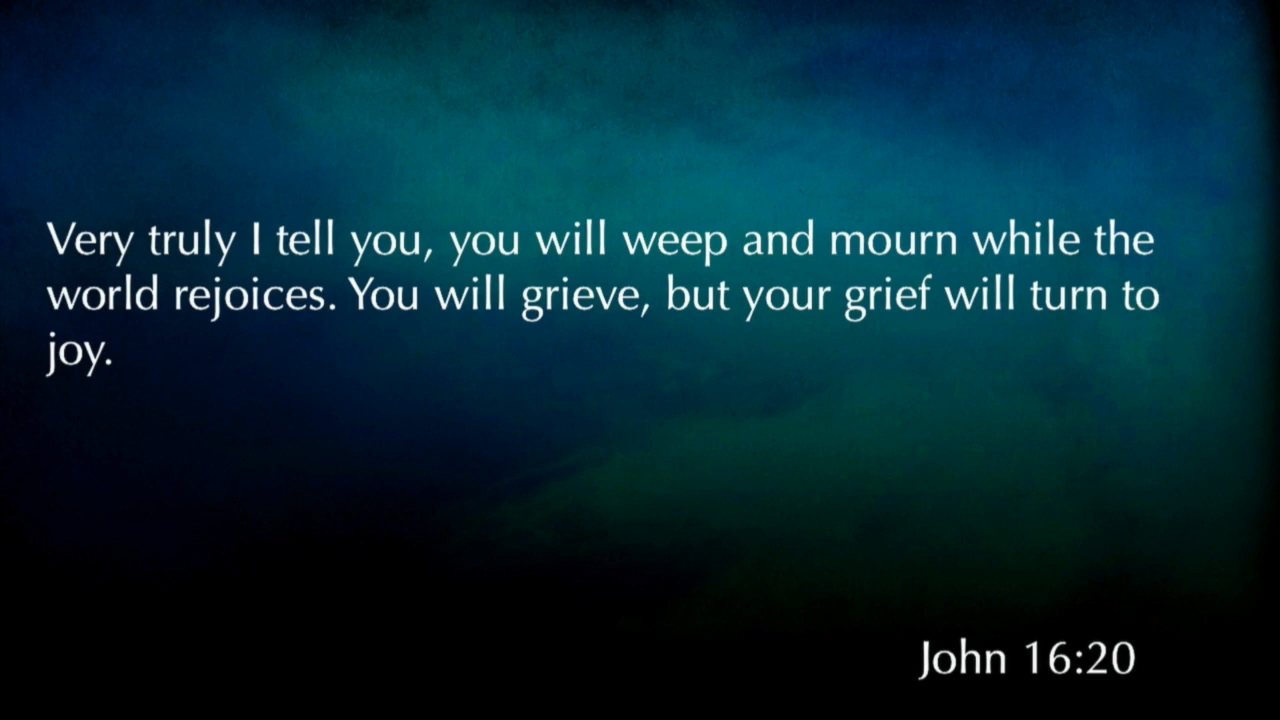 Very truly I tell you, you will weep and mourn while the
world rejoices. You will grieve, but your grief will turn to
joy.
John 16:20